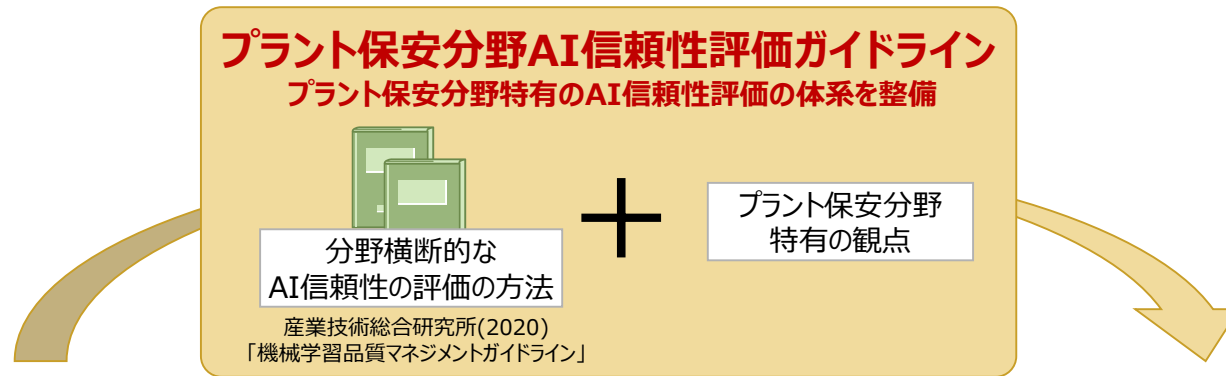 プラント保安分野AI信頼性評価ガイドライン
プラント保安分野特有のAI信頼性評価の体系を整備
分野横断的な
AI信頼性の評価の方法
産業技術総合研究所(2020)
「機械学習品質マネジメントガイドライン」
プラント保安分野
特有の観点